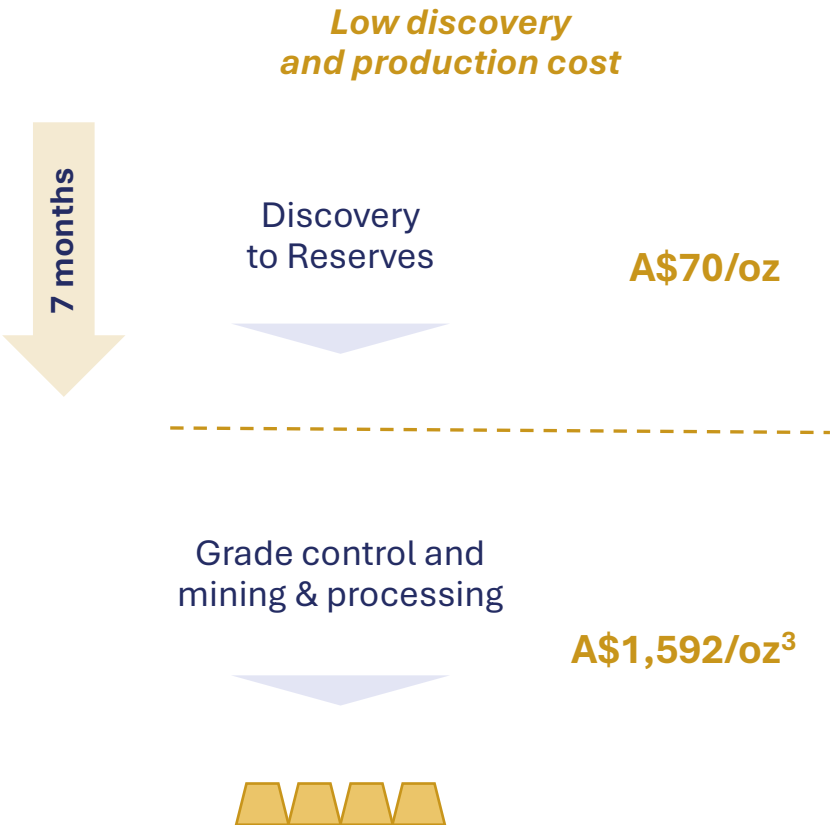 Low discovery
and production cost
7 months
Discovery
to Reserves
A$70/oz
Grade control and
mining & processing
A$1,592/oz³